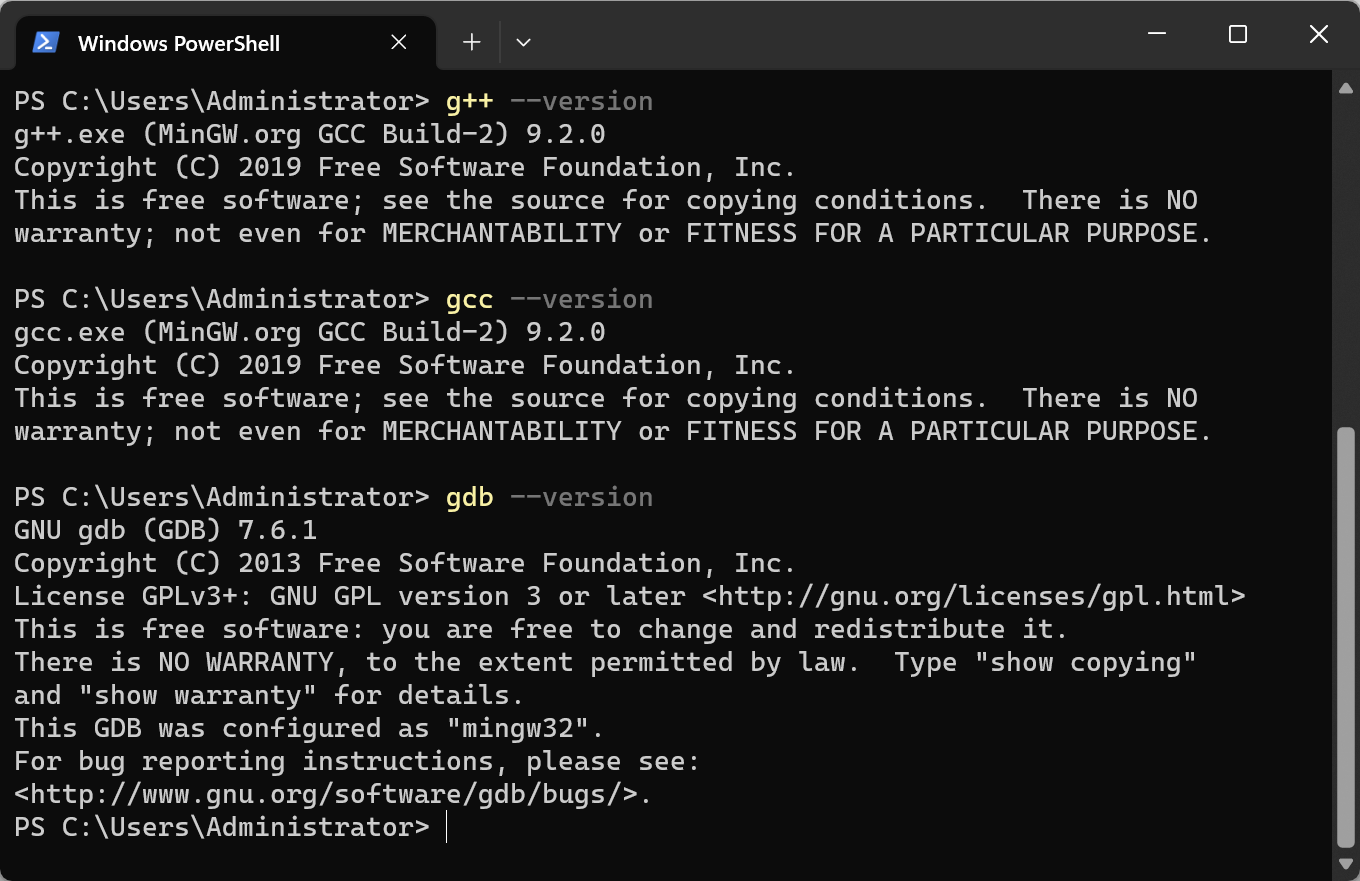 Windows PowerShell
PS C:\Users\Administrator> g++ --version
g++.exe (MinGW.org GCC Build-2) 9.2.0
Copyright (C) 2019 Free Software Foundation, Inc.
This is free software; see the source for copying conditions.  There is NO
warranty; not even for MERCHANTABILITY or FITNESS FOR A PARTICULAR PURPOSE.

PS C:\Users\Administrator> gcc --version
gcc.exe (MinGW.org GCC Build-2) 9.2.0
Copyright (C) 2019 Free Software Foundation, Inc.
This is free software; see the source for copying conditions.  There is NO
warranty; not even for MERCHANTABILITY or FITNESS FOR A PARTICULAR PURPOSE.

PS C:\Users\Administrator> gdb --version
GNU gdb (GDB) 7.6.1
Copyright (C) 2013 Free Software Foundation, Inc.
License GPLv3+: GNU GPL version 3 or later <http://gnu.org/licenses/gpl.html>
This is free software: you are free to change and redistribute it.
There is NO WARRANTY, to the extent permitted by law.  Type "show copying"
and "show warranty" for details.
This GDB was configured as "mingw32".
For bug reporting instructions, please see:
<http://www.gnu.org/software/gdb/bugs/>.
PS C:\Users\Administrator>